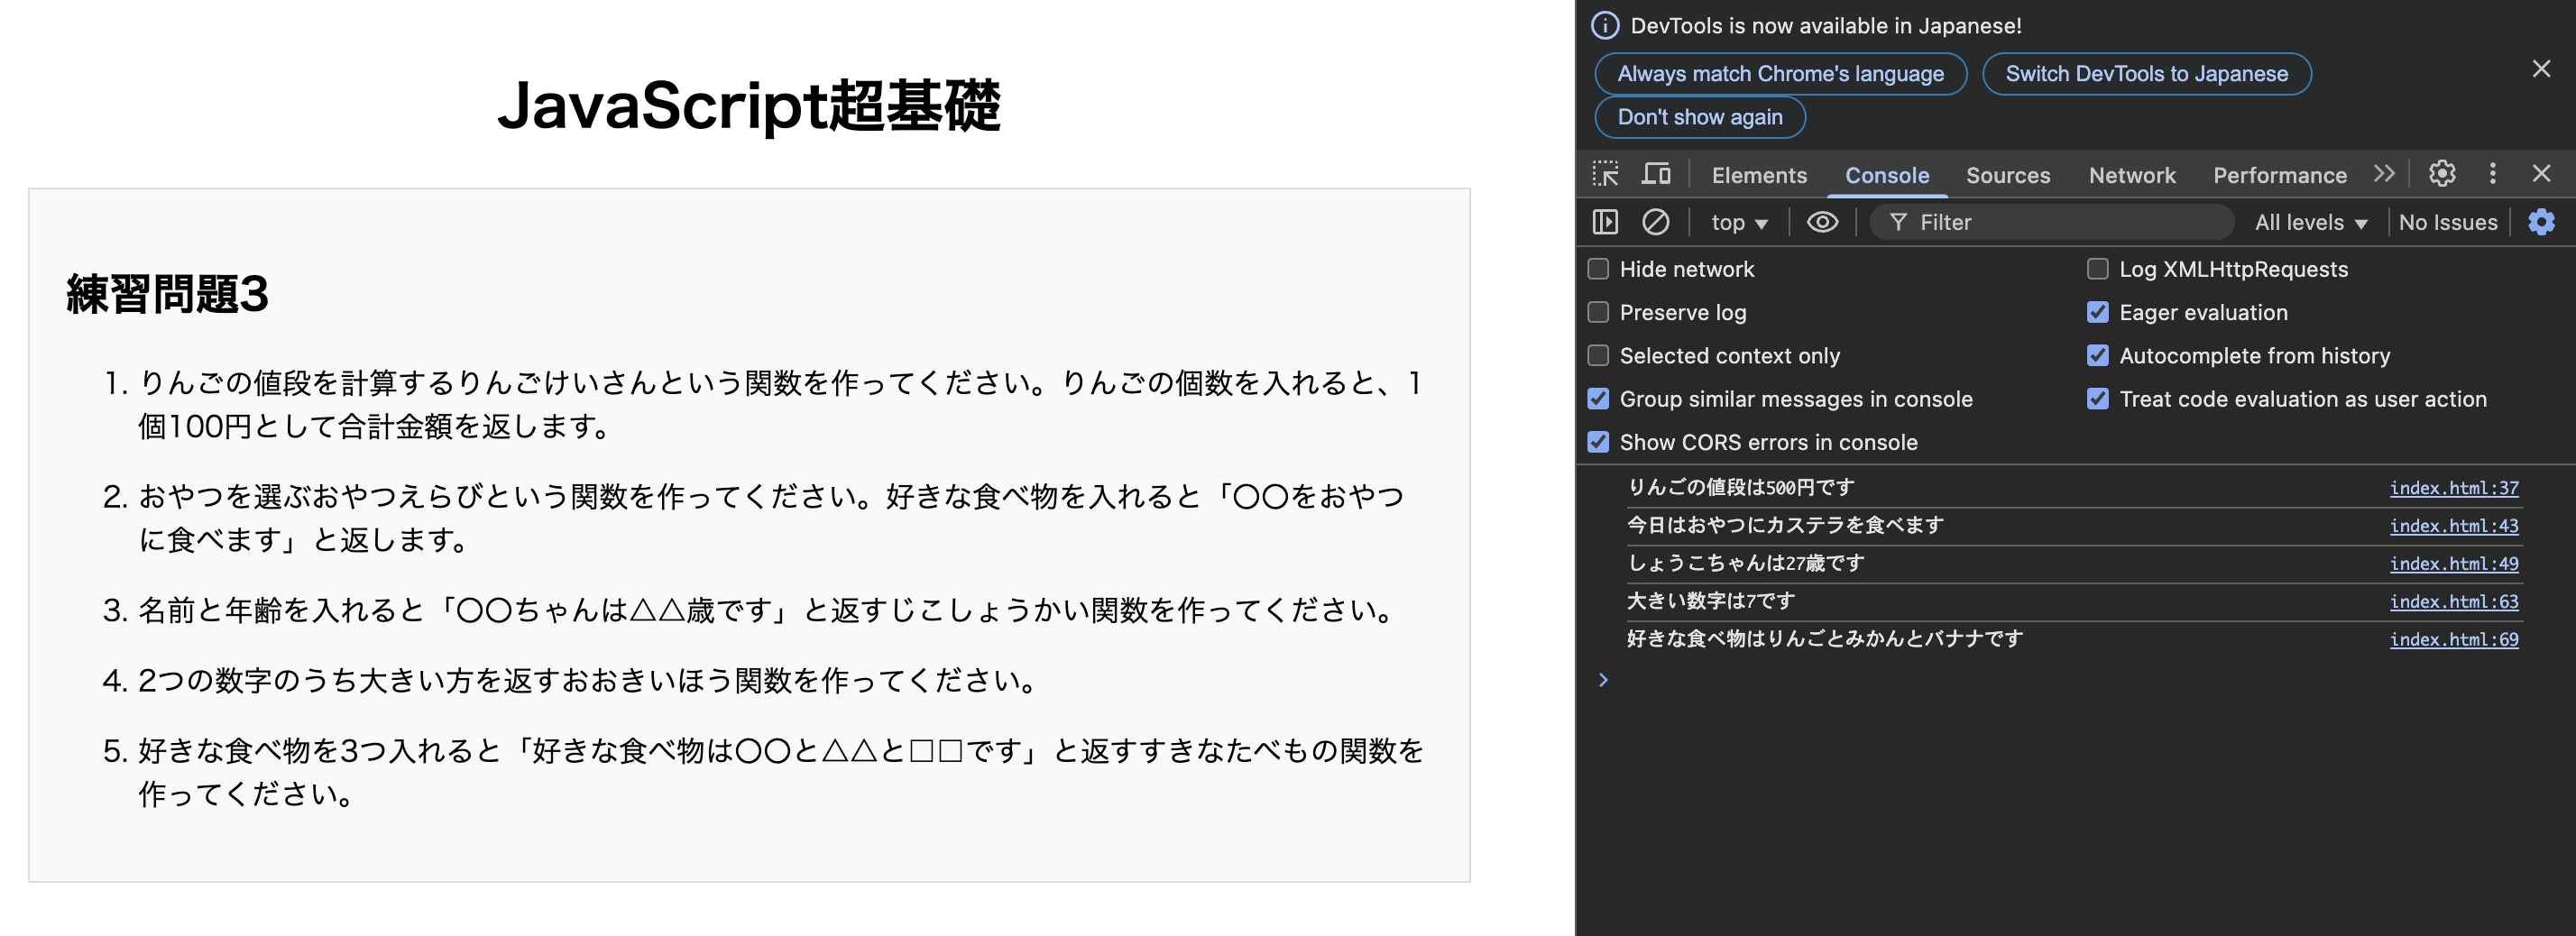 JavaScript超基礎
練習問題3
1. りんごの値段を計算するりんごけいさんという関数を作ってください。りんごの個数を入れると、1
個100円として合計金額を返します。
2. おやつを選ぶおやつえらびという関数を作ってください。好きな食べ物を入れると「〇〇をおやつ
に食べます」と返します。
3. 名前と年齢を入れると「〇〇ちゃんは△△歳です」と返すじこしょうかい関数を作ってください。
4. 2つの数字のうち大きい方を返すおおきいほう関数を作ってください。
5. 好きな食べ物を3つ入れると「好きな食べ物は〇〇と△△と□□です」と返すすきなたべもの関数を
作ってください。
DevTools is now available in Japanese!
Always match Chrome's language Switch DevTools to Japanese
Don't show again
Elements Console Sources Network Performance
top Filter All levels No Issues
Hide network Log XMLHttpRequests
Preserve log Eager evaluation
Selected context only Autocomplete from history
Group similar messages in console Treat code evaluation as user action
Show CORS errors in console
りんごの値段は500円です index.html:37
今日はおやつにカステラを食べます index.html:43
しょうこちゃんは27歳です index.html:49
大きい数字は7です index.html:63
好きな食べ物はりんごとみかんとバナナです index.html:69